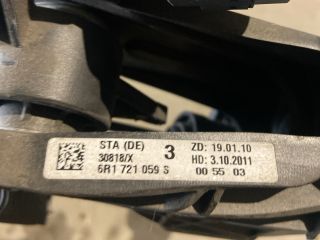 STA (DE) 3 ZD: 19.01.10
30818/X HD: 3.10.2011
6R1 721 059 S 00 55 03